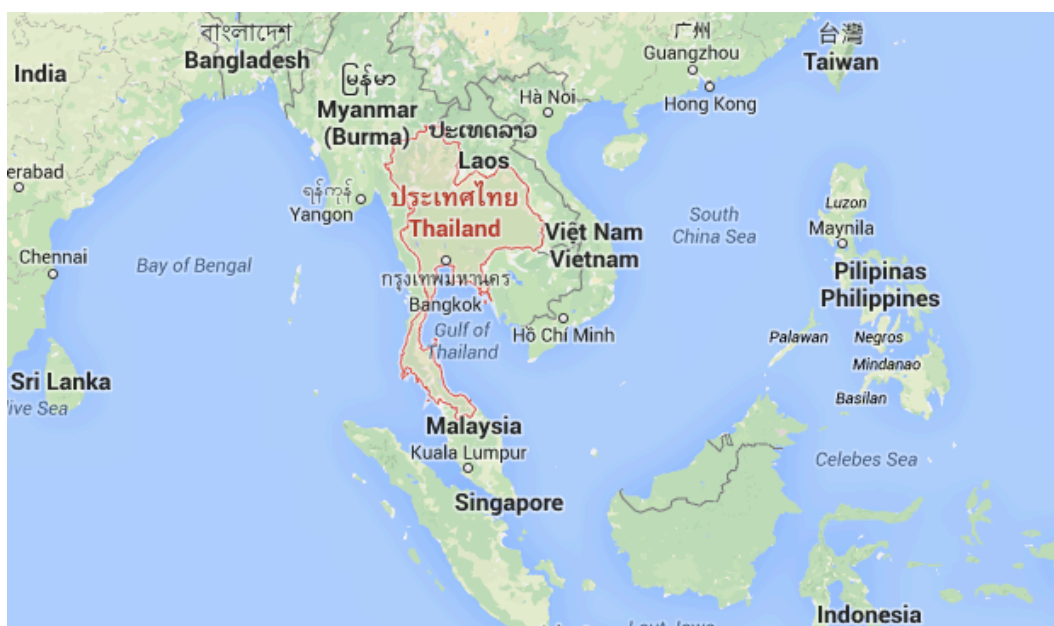 বাংলাদেশ
Bangladesh
India
မြန်မာ
Myanmar
(Burma)
广州
Guangzhou
台灣
Taiwan
Hong Kong
Hà Nội
ປະເທດລາວ
Laos
erabad
ရန်ကုန်
Yangon
ประเทศไทย
Thailand
Việt Nam
Vietnam
South
China Sea
Luzon
Maynila
Pilipinas
Philippines
Chennai
Bay of Bengal
กรุงเทพมหานคร
Bangkok
Gulf of
Thailand
Hồ Chí Minh
Palawan
Negros
Mindanao
Basilan
Sri Lanka
ive Sea
Malaysia
Kuala Lumpur
Singapore
Celebes Sea
Indonesia